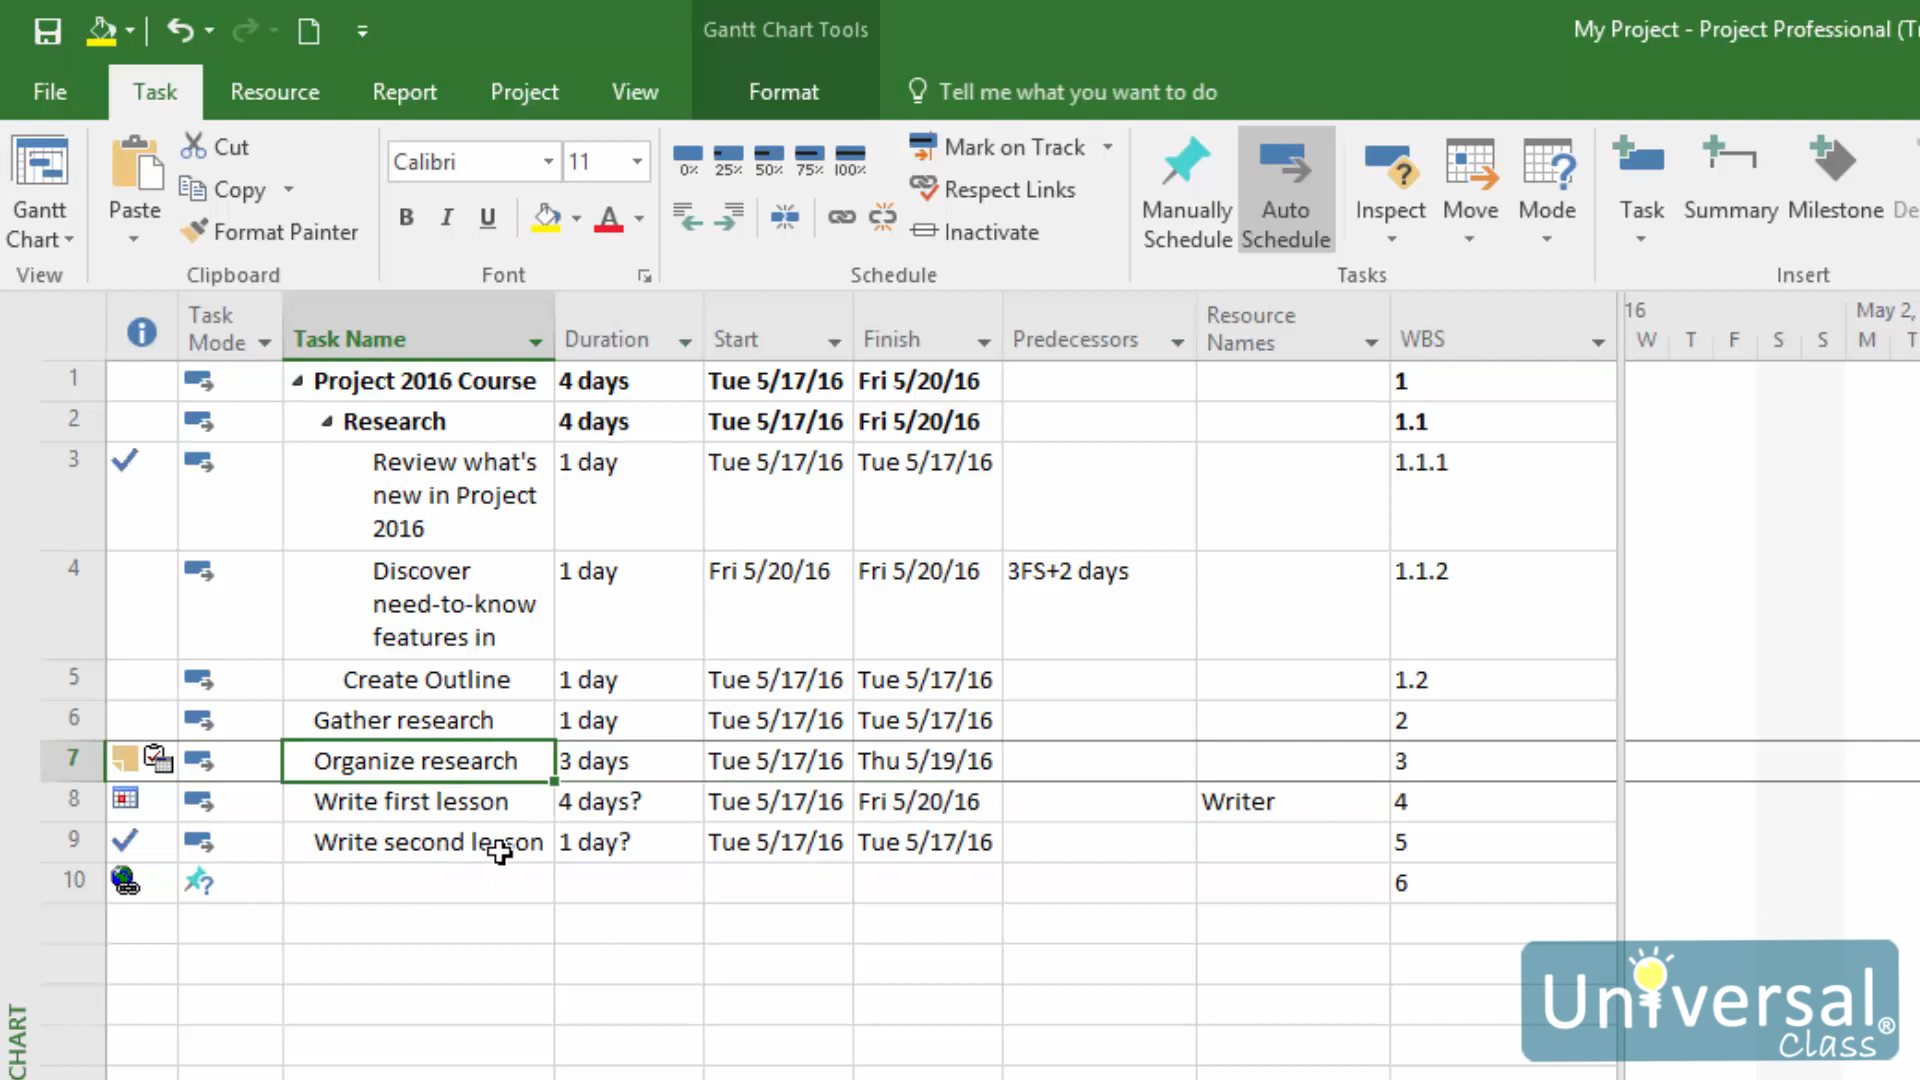 Gantt Chart Tools
My Project - Project Professional (T
File Task Resource Report Project View Format Tell me what you want to do
Gantt Chart
View
Paste
Cut
Copy
Format Painter
Clipboard
Calibri 11
B I U A
Font
0% 25% 50% 75% 100%
Mark on Track
Respect Links
Inactivate
Schedule
Manually Schedule
Auto Schedule
Inspect
Move
Mode
Tasks
Task
Summary
Milestone
De
Insert
Task Mode Task Name Duration Start Finish Predecessors Resource Names WBS
16 May 2,
W T F S S M T
1 Project 2016 Course 4 days Tue 5/17/16 Fri 5/20/16 1
2 Research 4 days Tue 5/17/16 Fri 5/20/16 1.1
3 Review what's 1 day Tue 5/17/16 Tue 5/17/16 1.1.1
new in Project
2016
4 Discover 1 day Fri 5/20/16 Fri 5/20/16 3FS+2 days 1.1.2
need-to-know
features in
5 Create Outline 1 day Tue 5/17/16 Tue 5/17/16 1.2
6 Gather research 1 day Tue 5/17/16 Tue 5/17/16 2
7 Organize research 3 days Tue 5/17/16 Thu 5/19/16 3
8 Write first lesson 4 days? Tue 5/17/16 Fri 5/20/16 Writer 4
9 Write second lesson 1 day? Tue 5/17/16 Tue 5/17/16 5
10 6
CHART
Universal®
Class